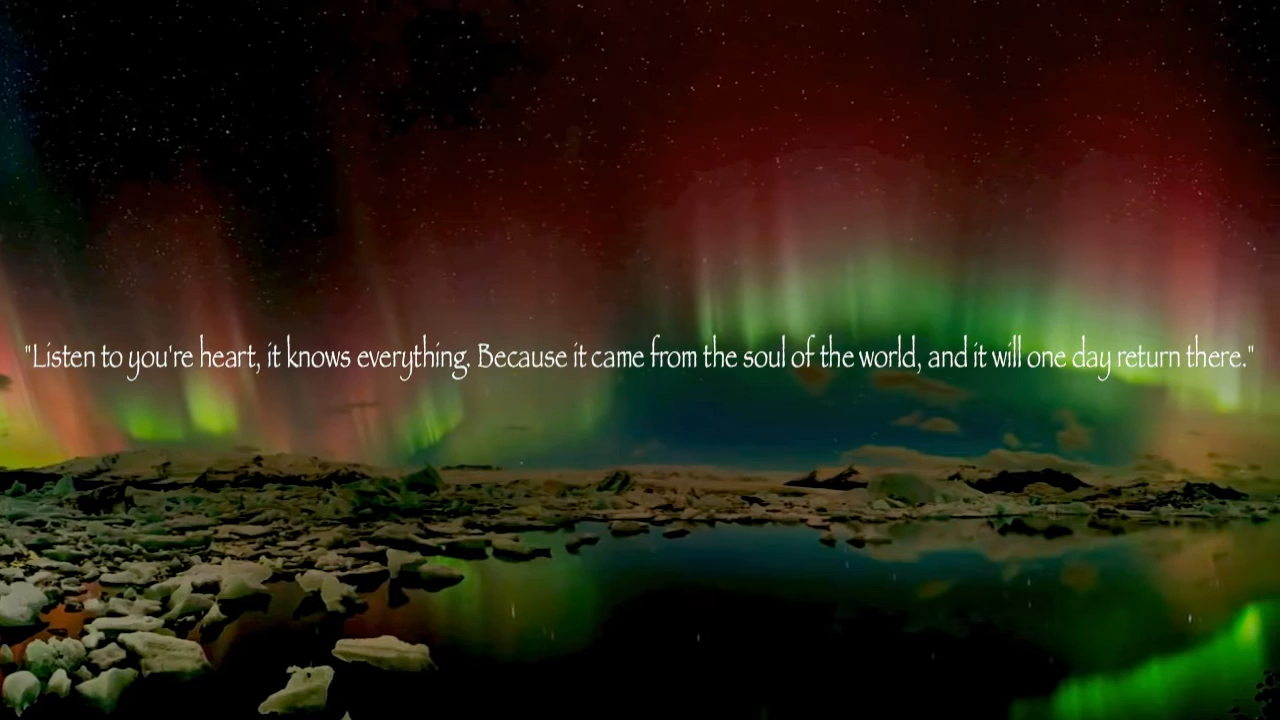 "Listen to you're heart, it knows everything. Because it came from the soul of the world, and it will one day return there."